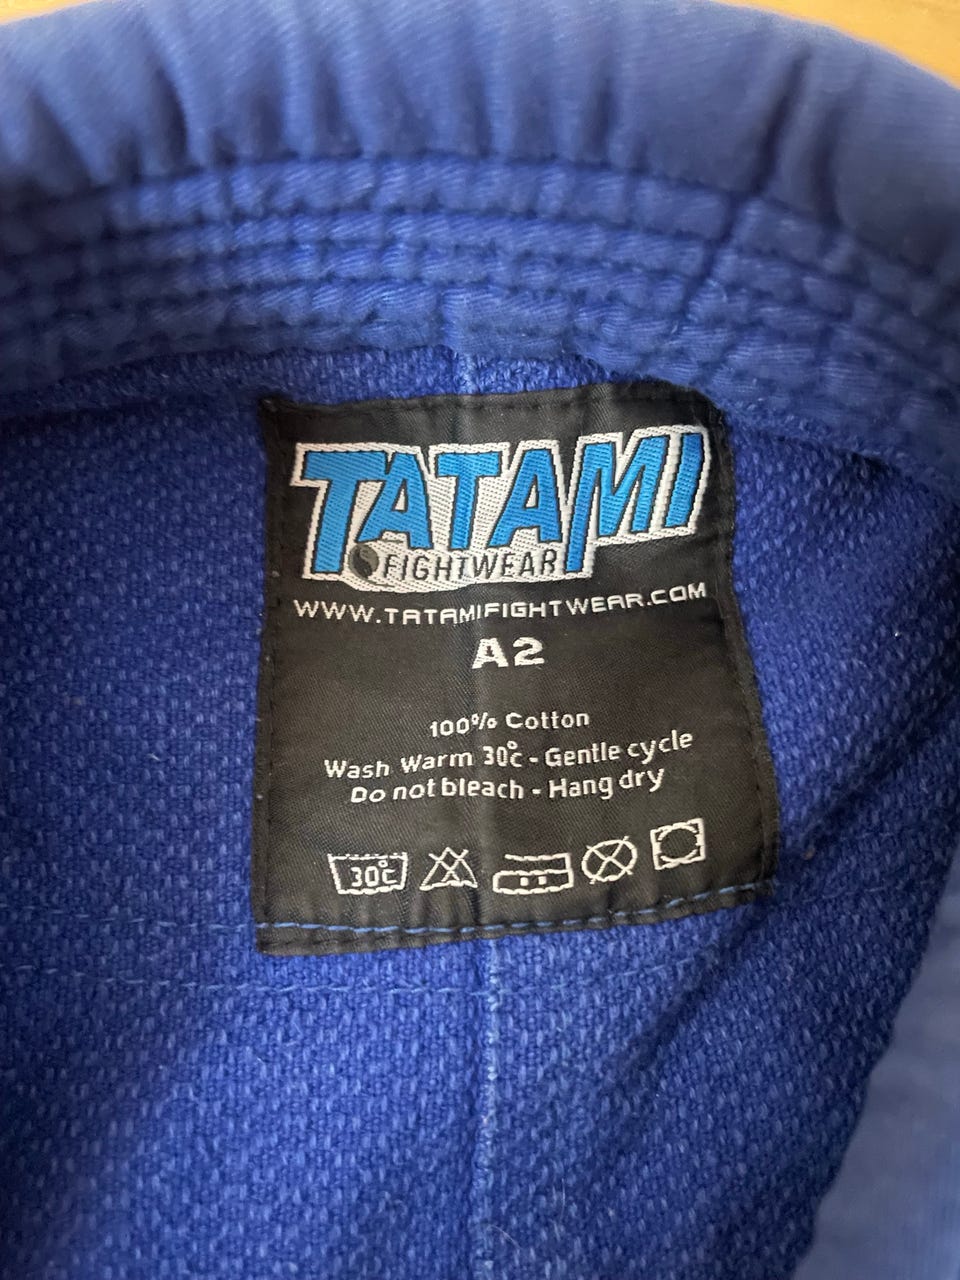 TATAMI
FIGHTWEAR
WWW.TATAMIFIGHTWEAR.COM
A2
100% Cotton
Wash Warm 30°c - Gentle cycle
Do not bleach - Hang dry
30°c